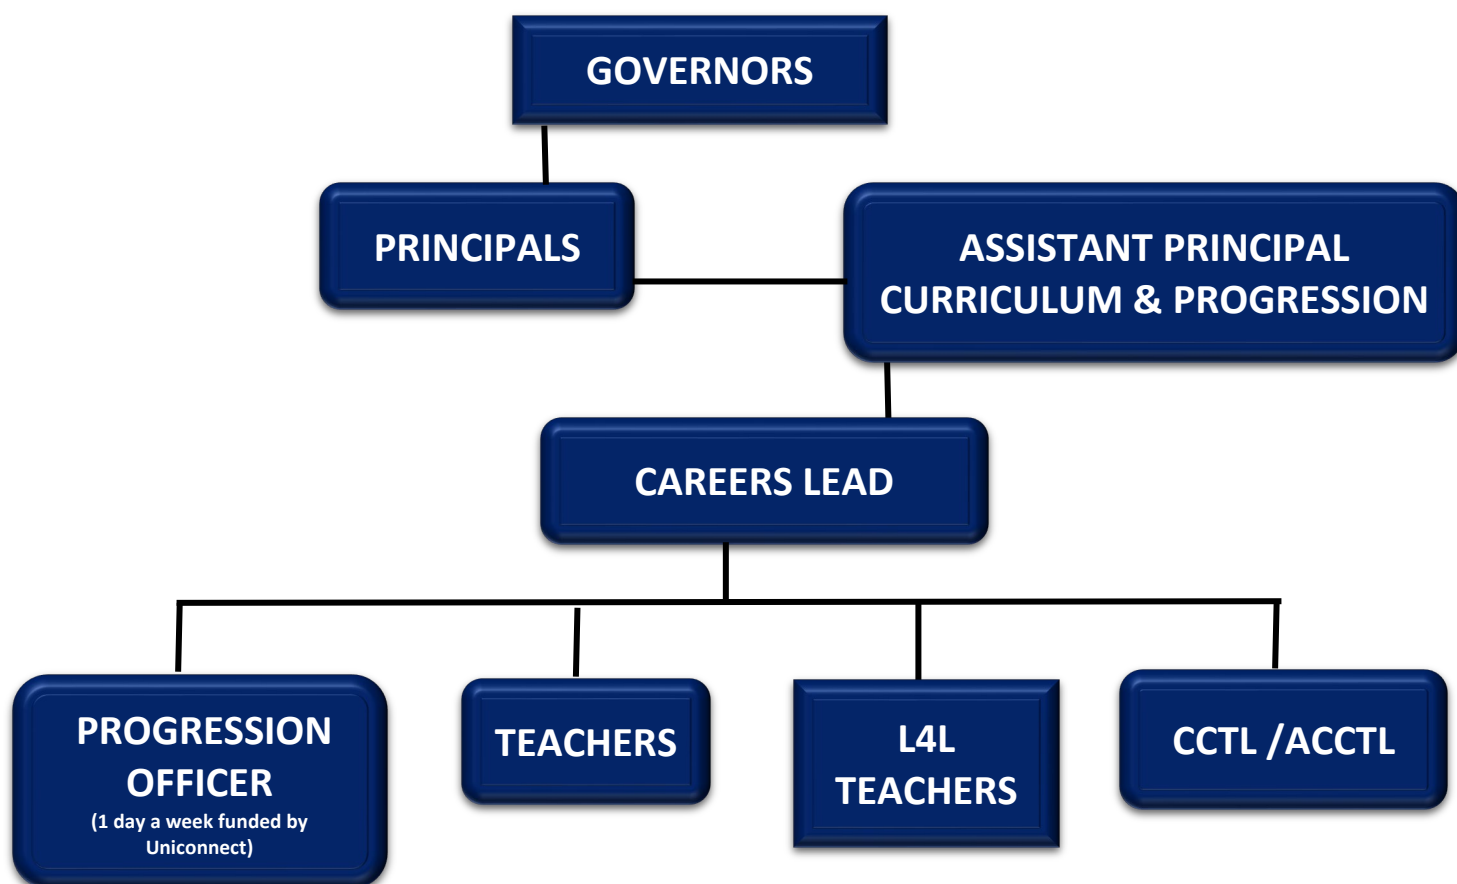 GOVERNORS
PRINCIPALS
ASSISTANT PRINCIPAL
CURRICULUM & PROGRESSION
CAREERS LEAD
PROGRESSION
OFFICER
(1 day a week funded by
Uniconnect)
TEACHERS
L4L
TEACHERS
CCTL /ACCTL